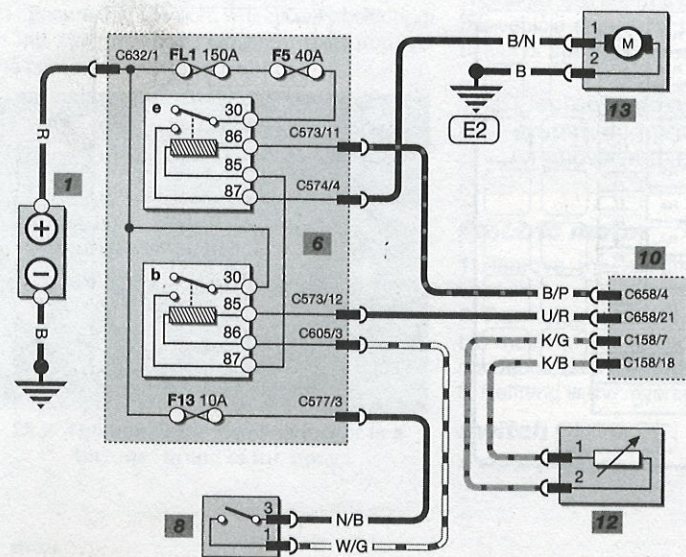 C632/1 FL1 150A F5 40A
B/N
1
2
M
B
E2
13
R
1
e
30
86
85
87
C573/11
C574/4
6
+
−
B
b
30
85
86
87
C573/12
C605/3
10
B/P C658/4
U/R C658/21
K/G C158/7
K/B C158/18
F13 10A C577/3
1
2
12
8
3
1
N/B
W/G